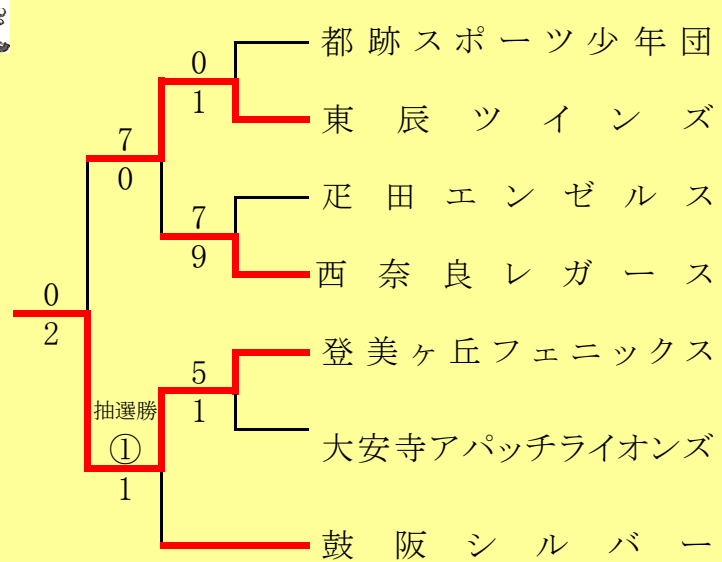 都跡スポーツ少年団
0
1
東辰ツインズ
7
0
疋田エンゼルス
7
9
西奈良レガース
0
2
登美ヶ丘フェニックス
5
1
抽選勝
①
1
大安寺アパッチライオンズ
鼓阪シルバー